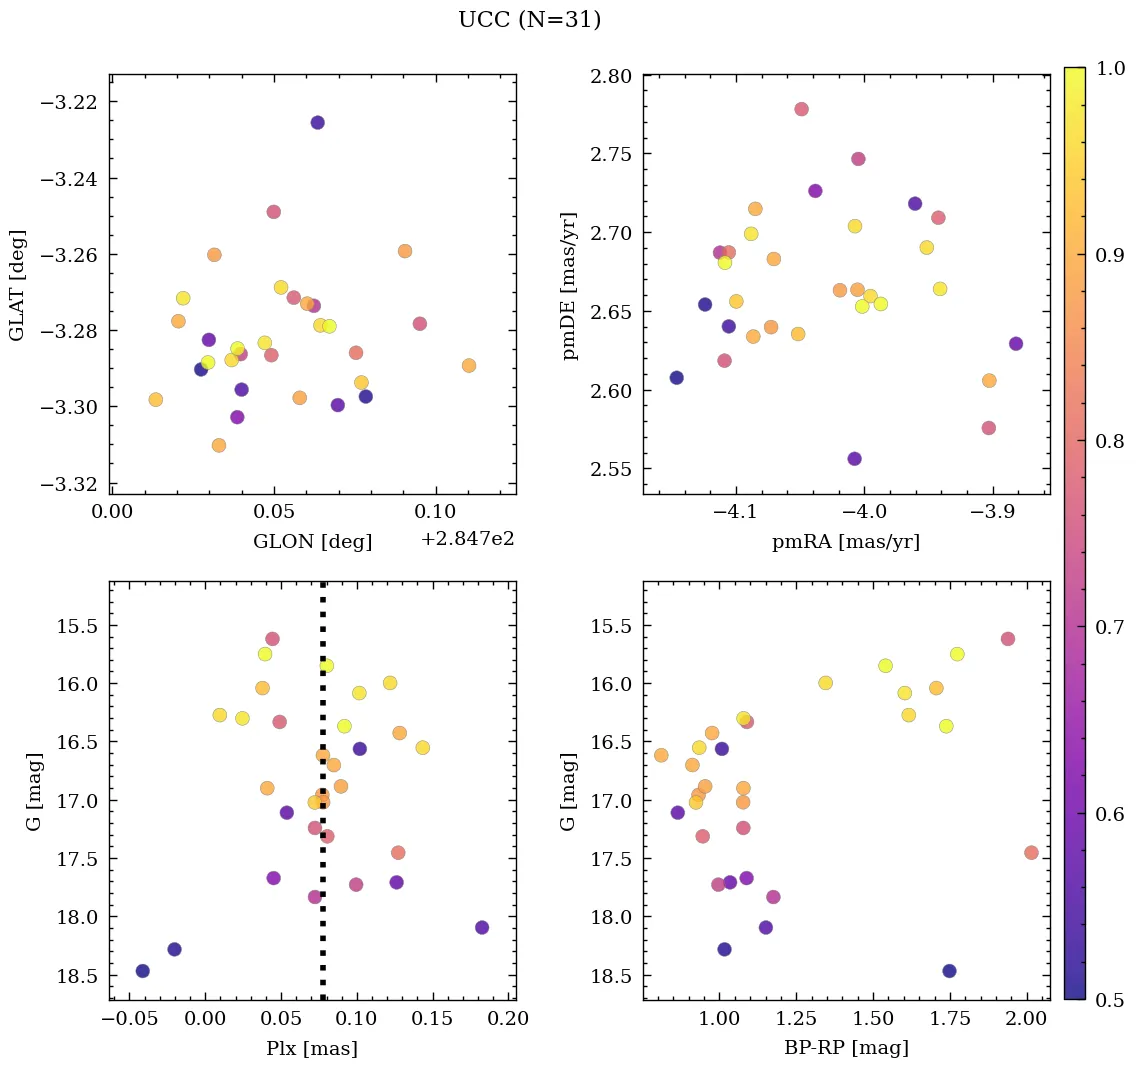 UCC (N=31)
−3.22
−3.24
−3.26
−3.28
−3.30
−3.32
GLAT [deg]
0.00 0.05 0.10
GLON [deg]
+2.847e2
2.80
2.75
2.70
2.65
2.60
2.55
pmDE [mas/yr]
−4.1 −4.0 −3.9
pmRA [mas/yr]
1.0
0.9
0.8
0.7
0.6
0.5
15.5
16.0
16.5
17.0
17.5
18.0
18.5
G [mag]
−0.05 0.00 0.05 0.10 0.15 0.20
Plx [mas]
15.5
16.0
16.5
17.0
17.5
18.0
18.5
G [mag]
1.00 1.25 1.50 1.75 2.00
BP-RP [mag]